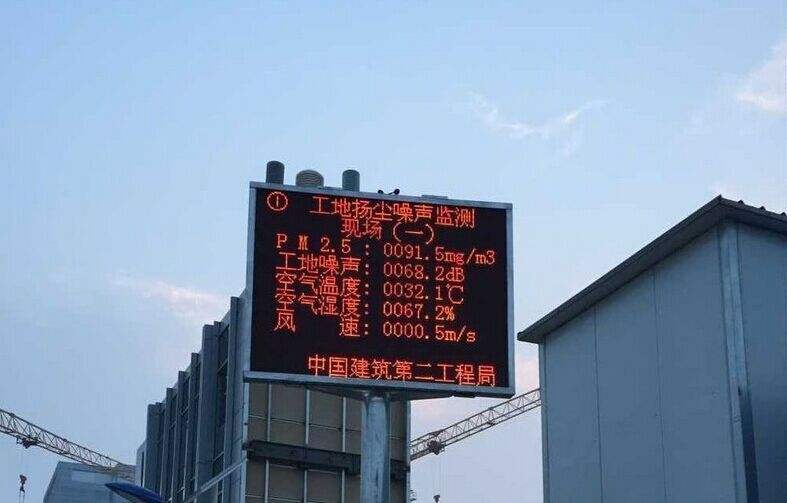 ① 工地扬尘噪声监测
现场(一)
PM2.5:0091.5mg/m3
工地噪声:0068.2dB
空气温度:0032.1℃
空气湿度:0067.2%
风 速:0000.5m/s
中国建筑第二工程局